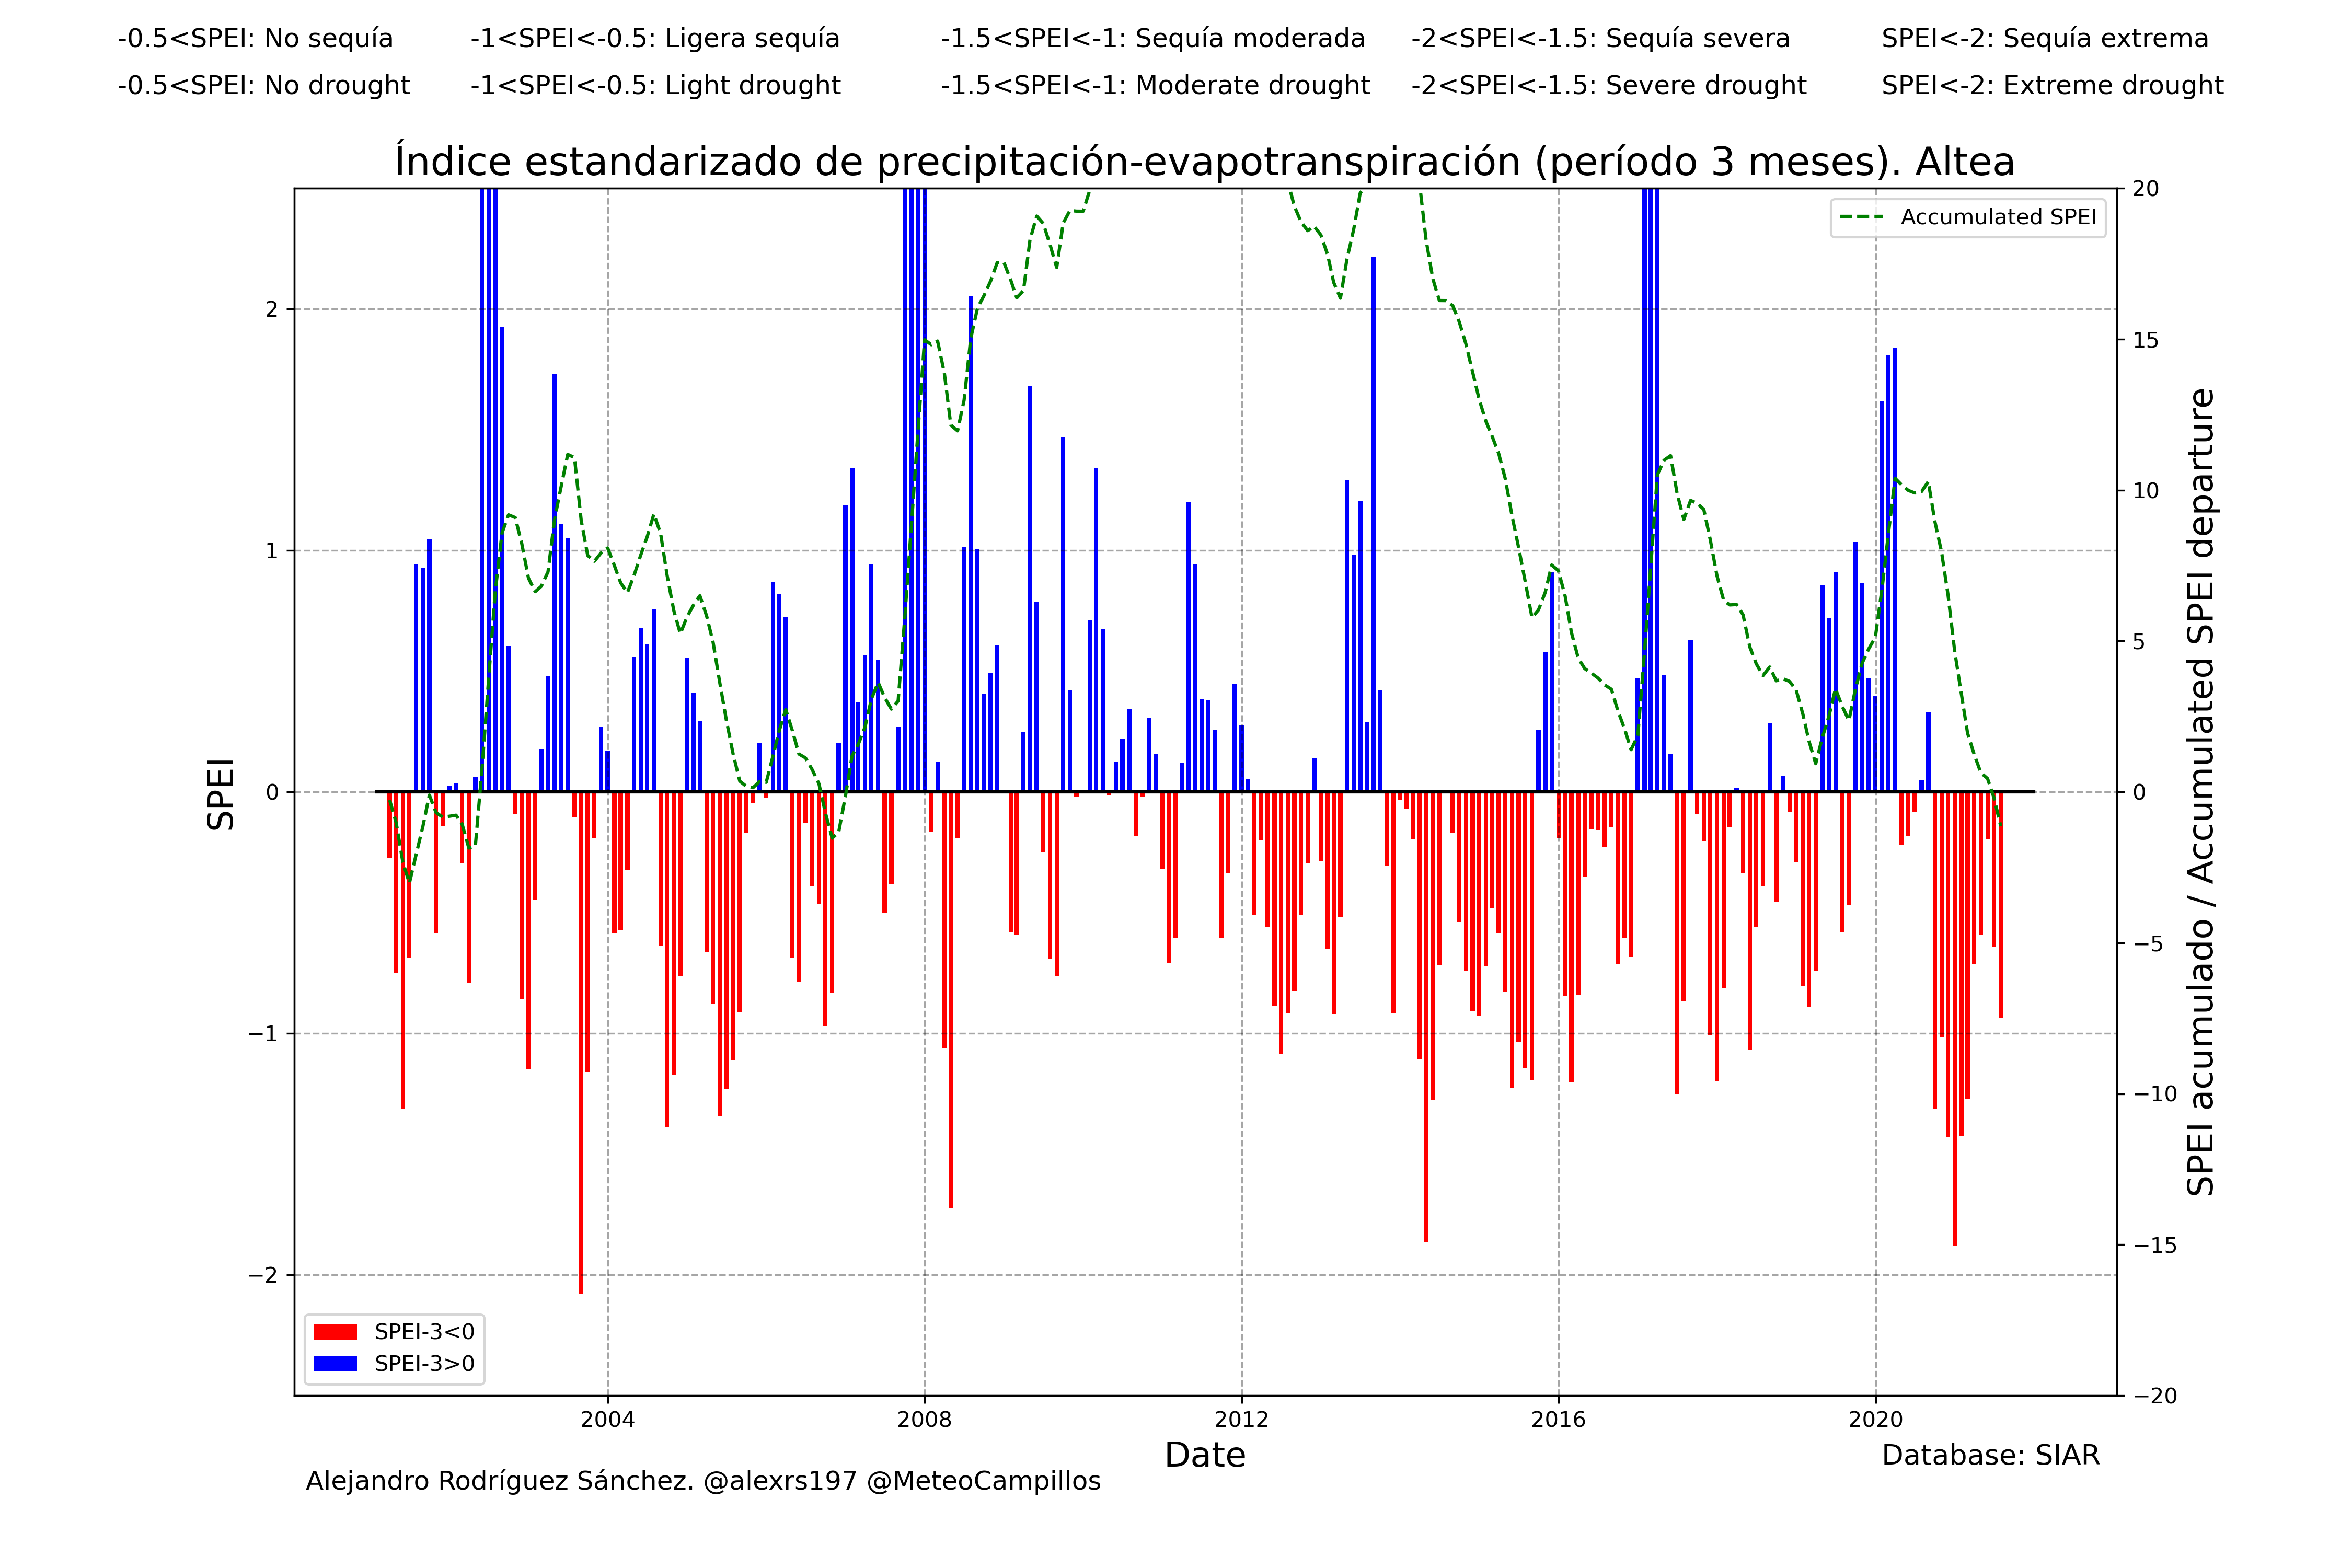 -0.5<SPEI: No sequía -1<SPEI<-0.5: Ligera sequía -1.5<SPEI<-1: Sequía moderada -2<SPEI<-1.5: Sequía severa SPEI<-2: Sequía extrema
-0.5<SPEI: No drought -1<SPEI<-0.5: Light drought -1.5<SPEI<-1: Moderate drought -2<SPEI<-1.5: Severe drought SPEI<-2: Extreme drought
Índice estandarizado de precipitación-evapotranspiración (período 3 meses). Altea
Accumulated SPEI
SPEI
2
1
0
−1
−2
20
15
10
5
0
−5
−10
−15
−20
SPEI acumulado / Accumulated SPEI departure
SPEI-3<0
SPEI-3>0
2004 2008 2012 2016 2020
Date
Database: SIAR
Alejandro Rodríguez Sánchez. @alexrs197 @MeteoCampillos